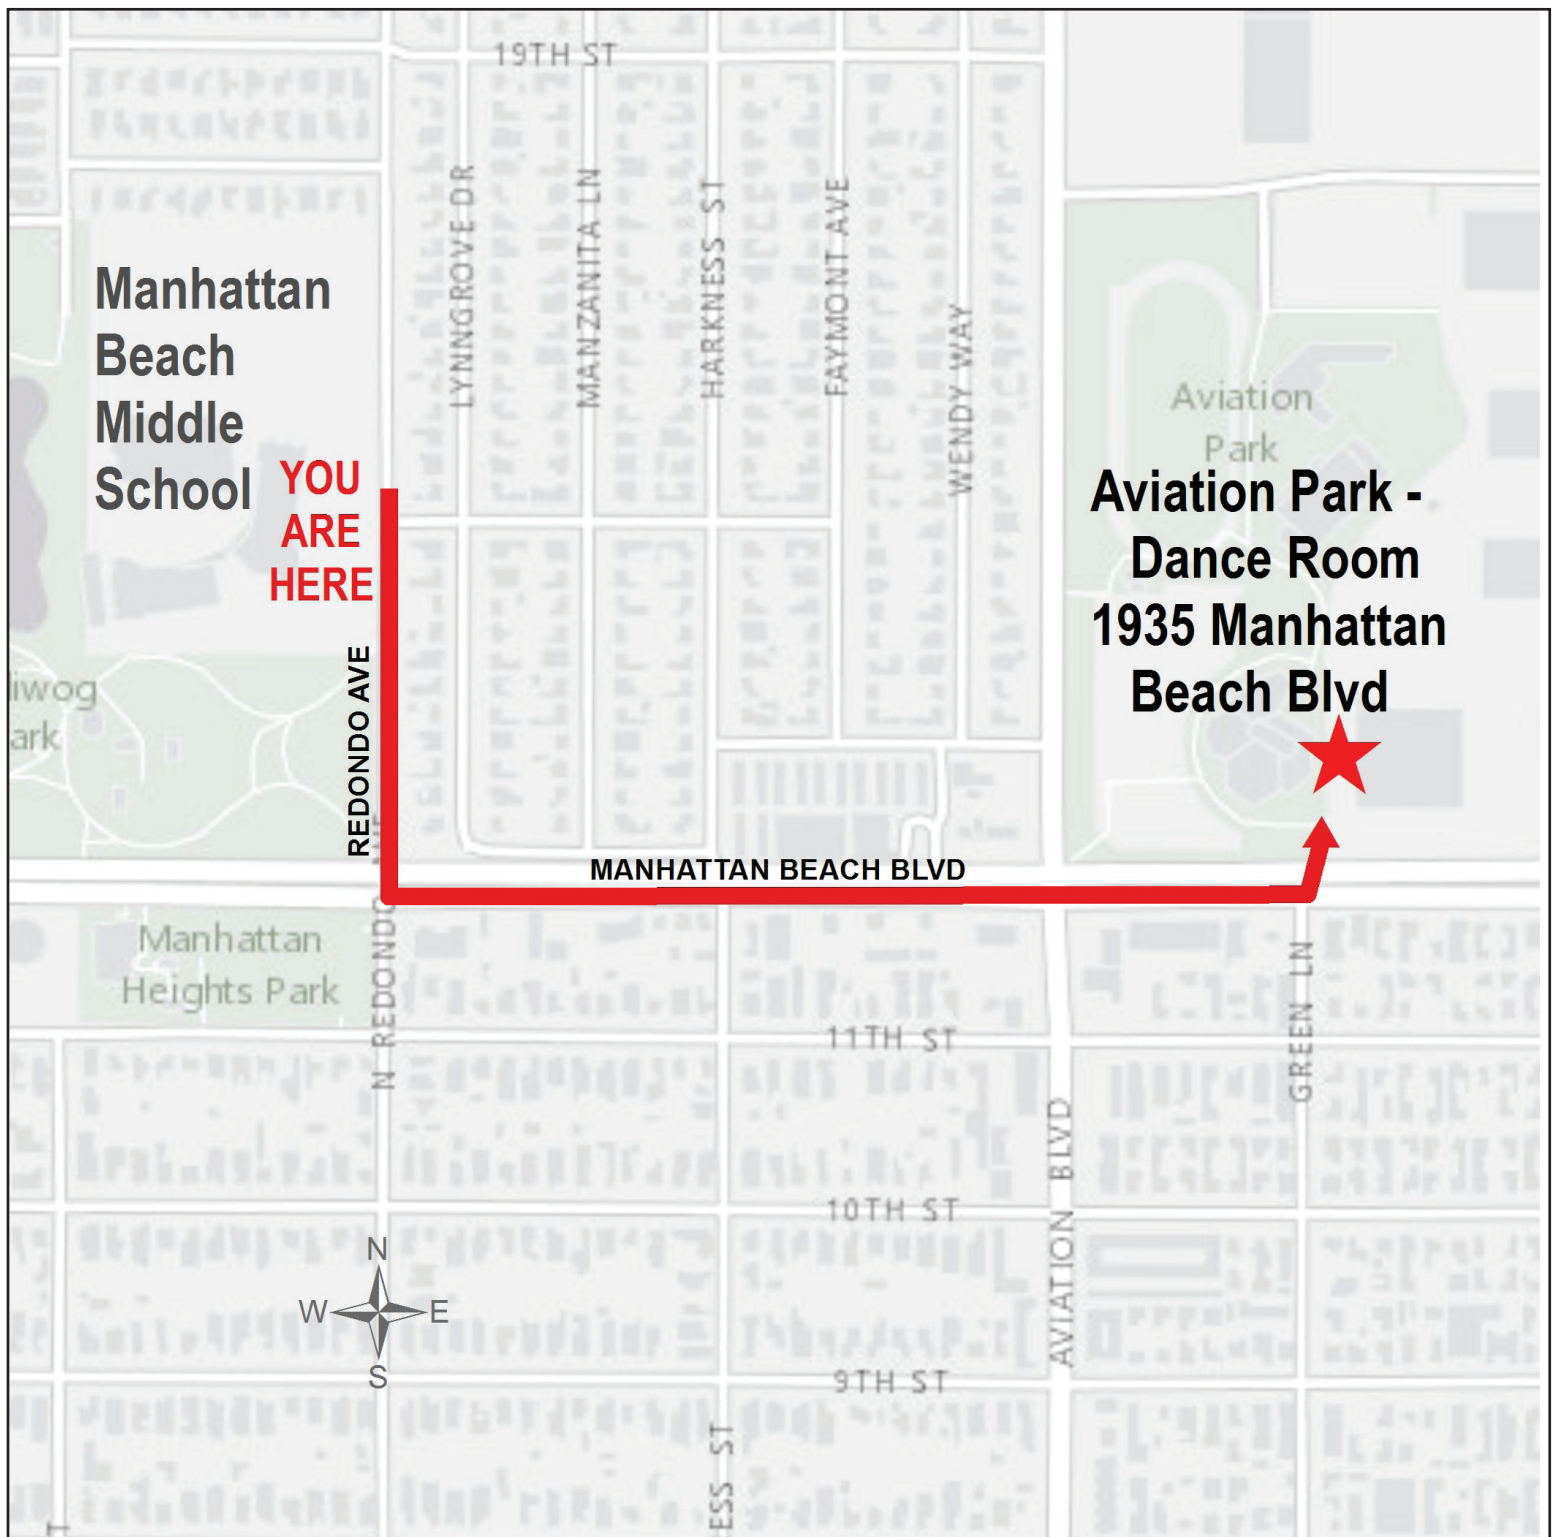 19TH ST
LYNNGROVE DR
MANZANITA LN
HARKNESS ST
FAYMONT AVE
WENDY WAY
Manhattan
Beach
Middle
School
YOU
ARE
HERE
Aviation
Park
Aviation Park -
Dance Room
1935 Manhattan
Beach Blvd
REDONDO AVE
liwog
ark
MANHATTAN BEACH BLVD
Manhattan
Heights Park
N REDONDO
GREEN LN
11TH ST
10TH ST
AVIATION BLVD
N
W E
S
9TH ST
ESS ST
T